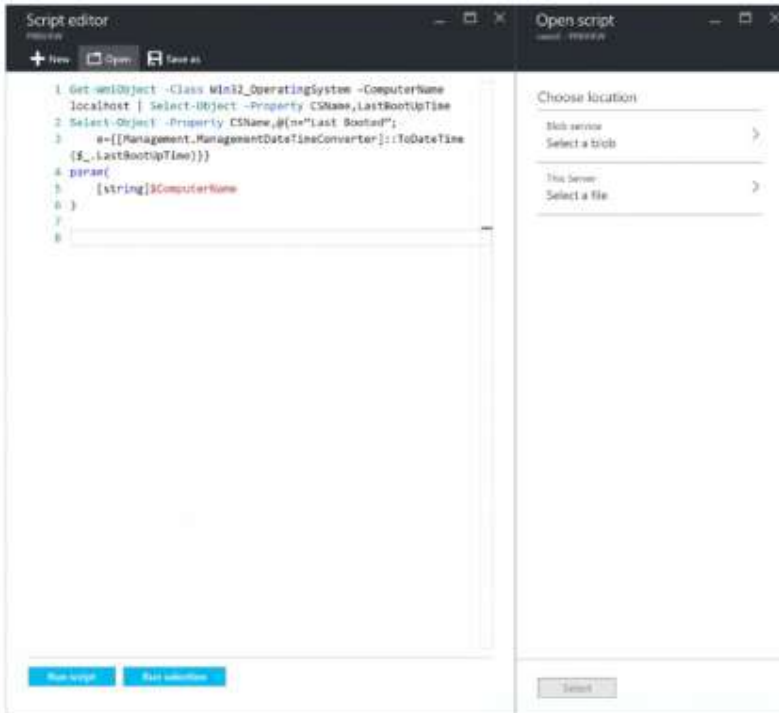 Script editor
PREVIEW
New Open Save as
1 Get-WmiObject -Class Win32_OperatingSystem -ComputerName
localhost | Select-Object -Property CSName,LastBootUpTime
2 Select-Object -Property CSName,@{n="Last Booted";
3 e={[Management.ManagementDateTimeConverter]::ToDateTime
($_.LastBootUpTime)}}
4 param(
5 [string]$ComputerName
6 )
7
8
Run script Run selection
Open script
PREVIEW
Choose location
Blob service
Select a blob
This Server
Select a file
Select